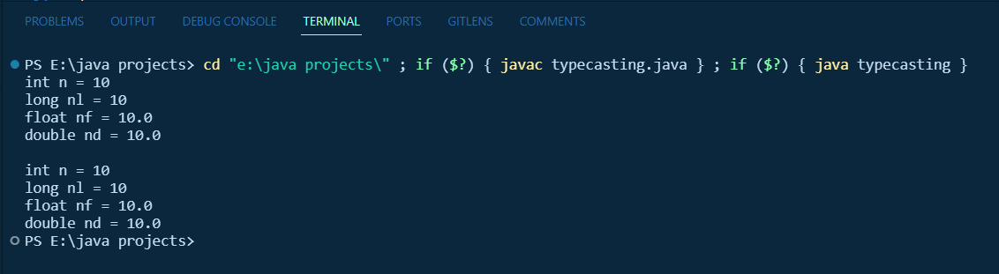 PROBLEMS OUTPUT DEBUG CONSOLE TERMINAL PORTS GITLENS COMMENTS
PS E:\java projects> cd "e:\java projects\" ; if ($?) { javac typecasting.java } ; if ($?) { java typecasting }
int n = 10
long nl = 10
float nf = 10.0
double nd = 10.0
int n = 10
long nl = 10
float nf = 10.0
double nd = 10.0
PS E:\java projects>